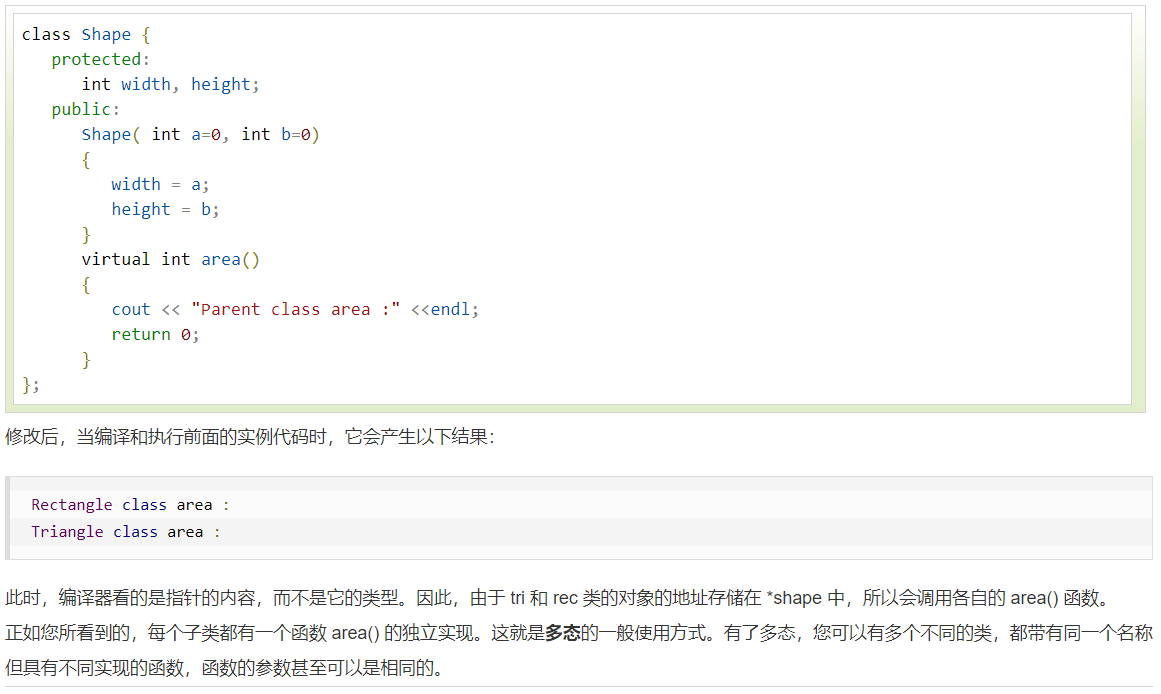 class Shape {
   protected:
      int width, height;
   public:
      Shape( int a=0, int b=0)
      {
         width = a;
         height = b;
      }
      virtual int area()
      {
         cout << "Parent class area :" <<endl;
         return 0;
      }
};
修改后，当编译和执行前面的实例代码时，它会产生以下结果：
Rectangle class area :
Triangle class area :
此时，编译器看的是指针的内容，而不是它的类型。因此，由于 tri 和 rec 类的对象的地址存储在 *shape 中，所以会调用各自的 area() 函数。
正如您所看到的，每个子类都有一个函数 area() 的独立实现。这就是多态的一般使用方式。有了多态，您可以有多个不同的类，都带有同一个名称
但具有不同实现的函数，函数的参数甚至可以是相同的。